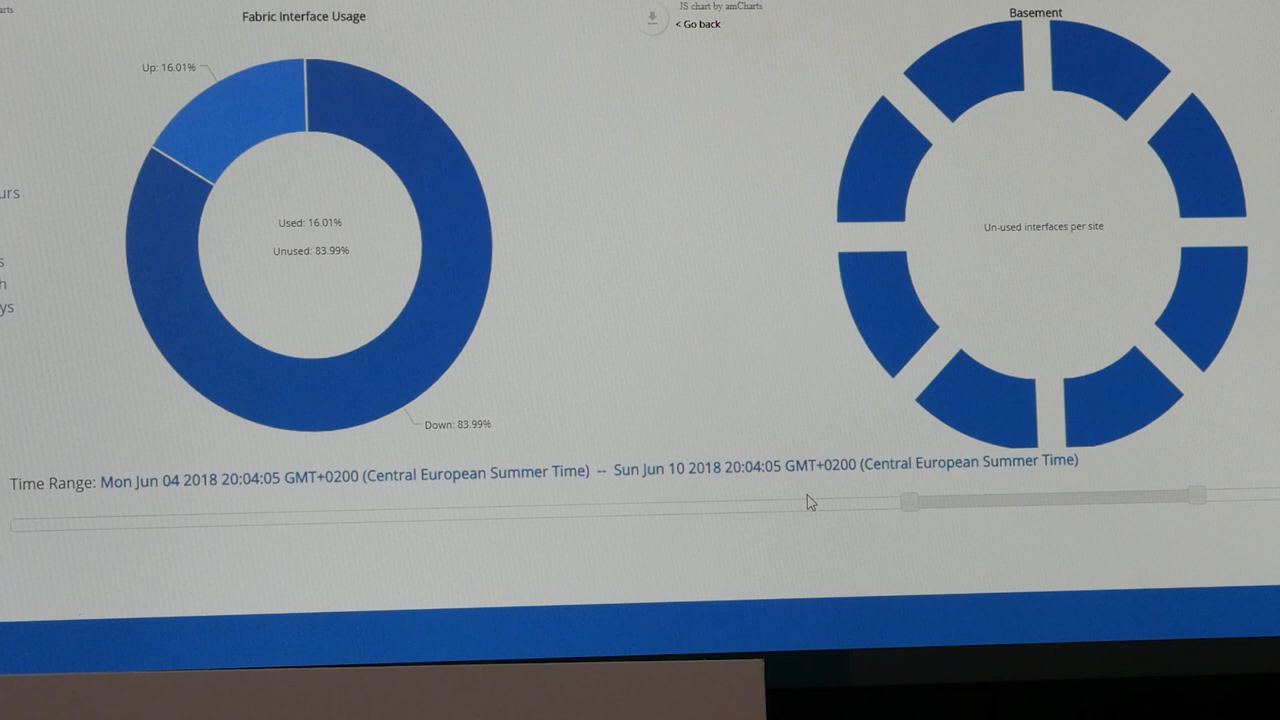 Fabric Interface Usage
Up: 16.01%
Used: 16.01%
Unused: 83.99%
Down: 83.99%
JS chart by amCharts
< Go back
Basement
Un-used interfaces per site
Time Range: Mon Jun 04 2018 20:04:05 GMT+0200 (Central European Summer Time) -- Sun Jun 10 2018 20:04:05 GMT+0200 (Central European Summer Time)